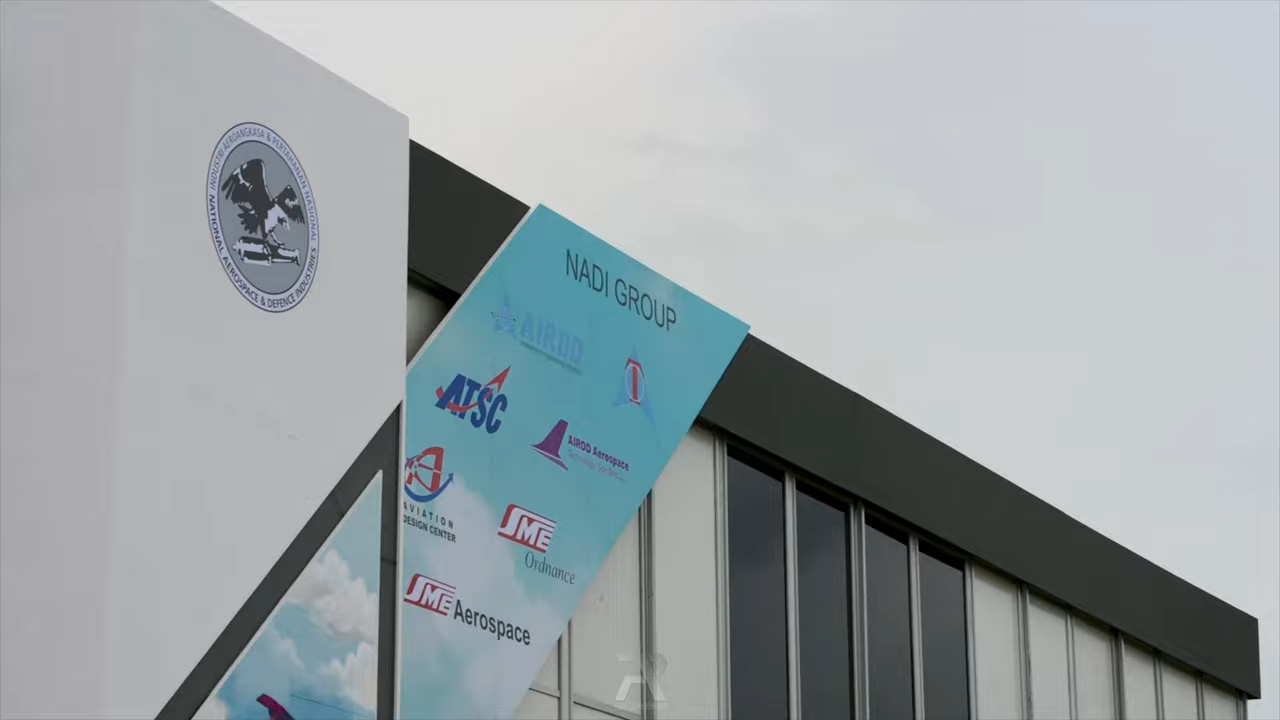 INDUSTRI AEROANGKASA & PERTAHANAN NASIONAL
NATIONAL AEROSPACE & DEFENCE INDUSTRIES
NADI GROUP
AIROD
T
ATSC
AIROD Aerospace
Technology
A
AVIATION
DESIGN CENTER
SME
Ordnance
SME Aerospace